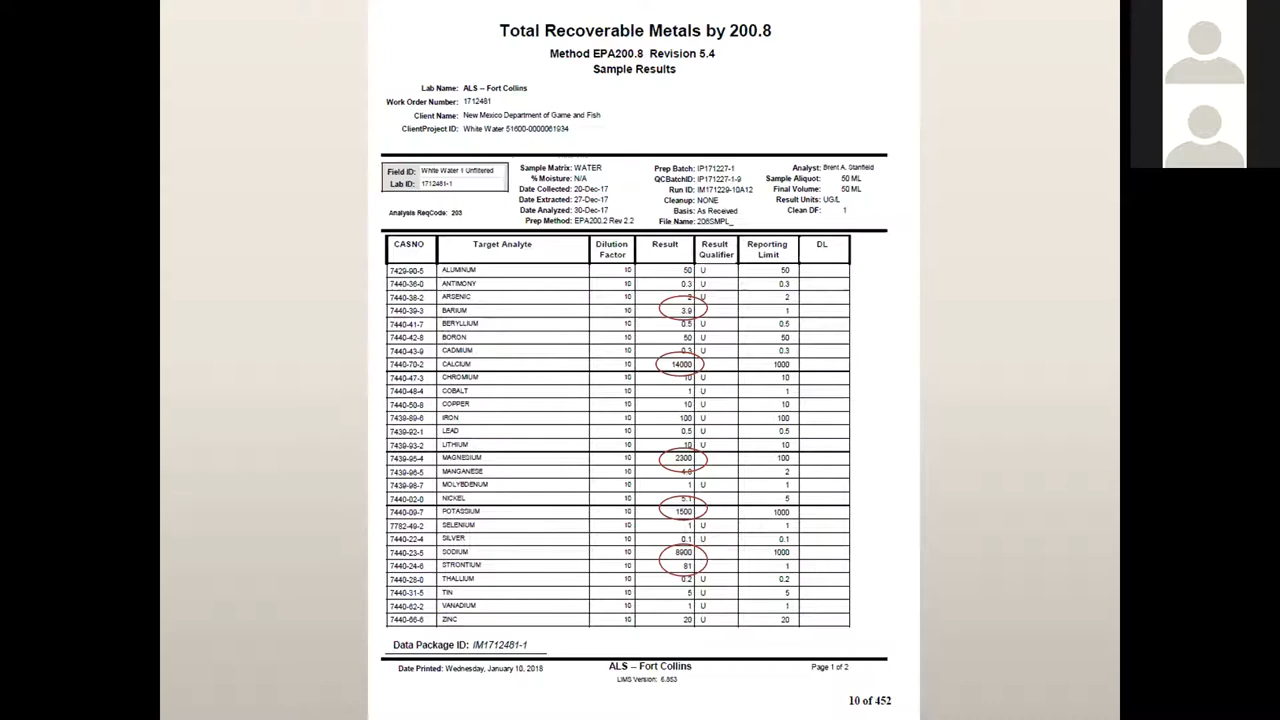 Total Recoverable Metals by 200.8
Method EPA200.8 Revision 5.4
Sample Results
Lab Name: ALS -- Fort Collins
Work Order Number: 1712481
Client Name: New Mexico Department of Game and Fish
ClientProject ID: White Water 51600-0000061934
Field ID: White Water 1 Unfiltered
Lab ID: 1712481-1
Analysis ReqCode: 203
Sample Matrix: WATER
% Moisture: N/A
Date Collected: 20-Dec-17
Date Extracted: 27-Dec-17
Date Analyzed: 30-Dec-17
Prep Method: EPA200.2 Rev 2.2
Prep Batch: IP171227-1
QCBatchID: IP171227-1-9
Run ID: IM171229-10A12
Cleanup: NONE
Basis: As Received
File Name: 206SMPL_
Analyst: Brent A. Stanfield
Sample Aliquot: 50 ML
Final Volume: 50 ML
Result Units: UG/L
Clean DF: 1
CASNO Target Analyte Dilution Factor Result Result Qualifier Reporting Limit DL
7429-90-5 ALUMINUM 10 50 U 50
7440-36-0 ANTIMONY 10 0.3 U 0.3
7440-38-2 ARSENIC 10 2 U 2
7440-39-3 BARIUM 10 3.9 1
7440-41-7 BERYLLIUM 10 0.5 U 0.5
7440-42-8 BORON 10 50 U 50
7440-43-9 CADMIUM 10 0.3 U 0.3
7440-70-2 CALCIUM 10 14000 1000
7440-47-3 CHROMIUM 10 10 U 10
7440-48-4 COBALT 10 1 U 1
7440-50-8 COPPER 10 10 U 10
7439-89-6 IRON 10 100 U 100
7439-92-1 LEAD 10 0.5 U 0.5
7439-93-2 LITHIUM 10 10 U 10
7439-95-4 MAGNESIUM 10 2300 100
7439-96-5 MANGANESE 10 2
7439-98-7 MOLYBDENUM 10 1 U 1
7440-02-0 NICKEL 10 5.1 5
7440-09-7 POTASSIUM 10 1500 1000
7782-49-2 SELENIUM 10 1 U 1
7440-22-4 SILVER 10 0.1 U 0.1
7440-23-5 SODIUM 10 8900 1000
7440-24-6 STRONTIUM 10 81 1
7440-28-0 THALLIUM 10 0.2 U 0.2
7440-31-5 TIN 10 5 U 5
7440-62-2 VANADIUM 10 1 U 1
7440-66-6 ZINC 10 20 U 20
Data Package ID: IM1712481-1
Date Printed: Wednesday, January 10, 2018
ALS -- Fort Collins
Page 1 of 2
LIMS Version: 6.853
10 of 452